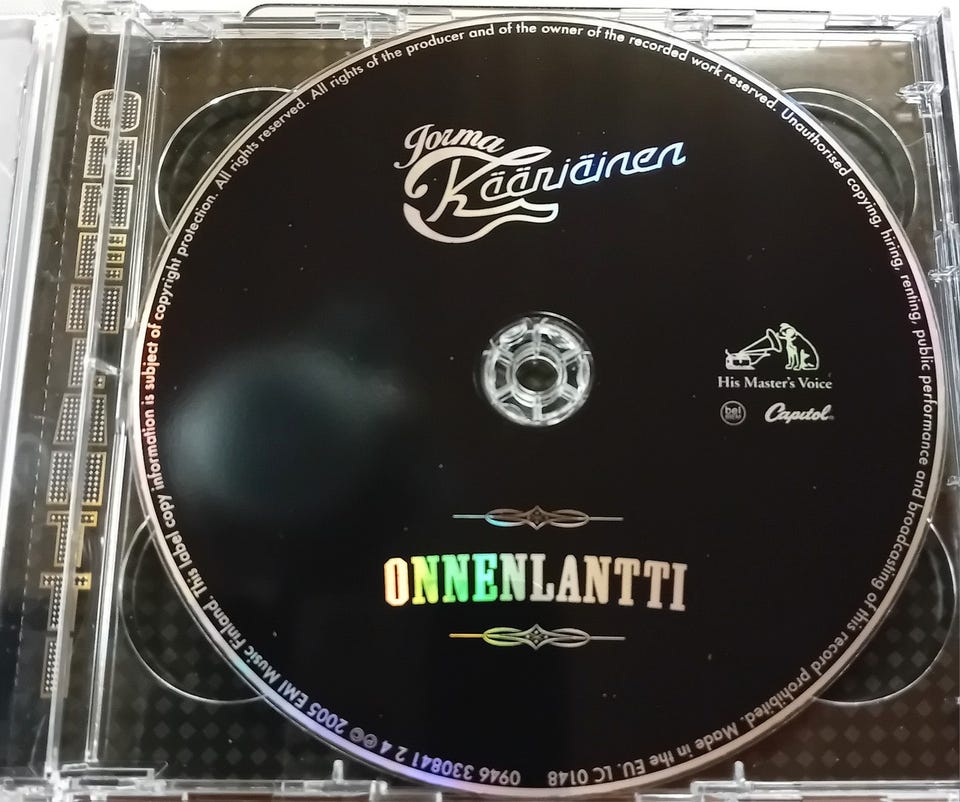 ONNENLANTTI
Jorma
Kääriäinen
His Master's Voice
bel
Capitol
ONNENLANTTI
0946 330841 2 4 ℗© 2005 EMI Music Finland. This label copy information is subject of copyright protection. All rights reserved. All rights of the producer and of the owner of the recorded work reserved. Unauthorised copying, hiring, renting, public performance and broadcasting of this record prohibited. Made in the EU. LC 0148